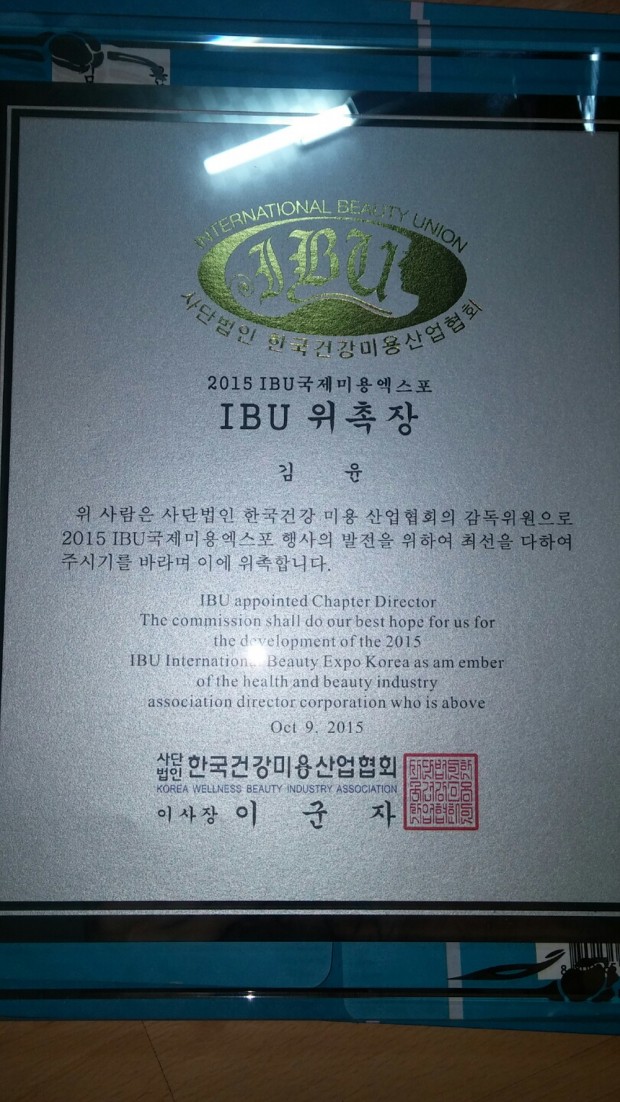 INTERNATIONAL BEAUTY UNION
IBU
사단법인 한국건강미용산업협회
2015 IBU국제미용엑스포
IBU 위촉장
김 윤
위 사람은 사단법인 한국건강 미용 산업협회의 감독위원으로
2015 IBU국제미용엑스포 행사의 발전을 위하여 최선을 다하여
주시기를 바라며 이에 위촉합니다.
IBU appointed Chapter Director
The commission shall do our best hope for us for
the development of the 2015
IBU International Beauty Expo Korea as am ember
of the health and beauty industry
association director corporation who is above
Oct 9. 2015
사단법인 한국건강미용산업협회
KOREA WELLNESS BEAUTY INDUSTRY ASSOCIATION
이사장 이 군 자